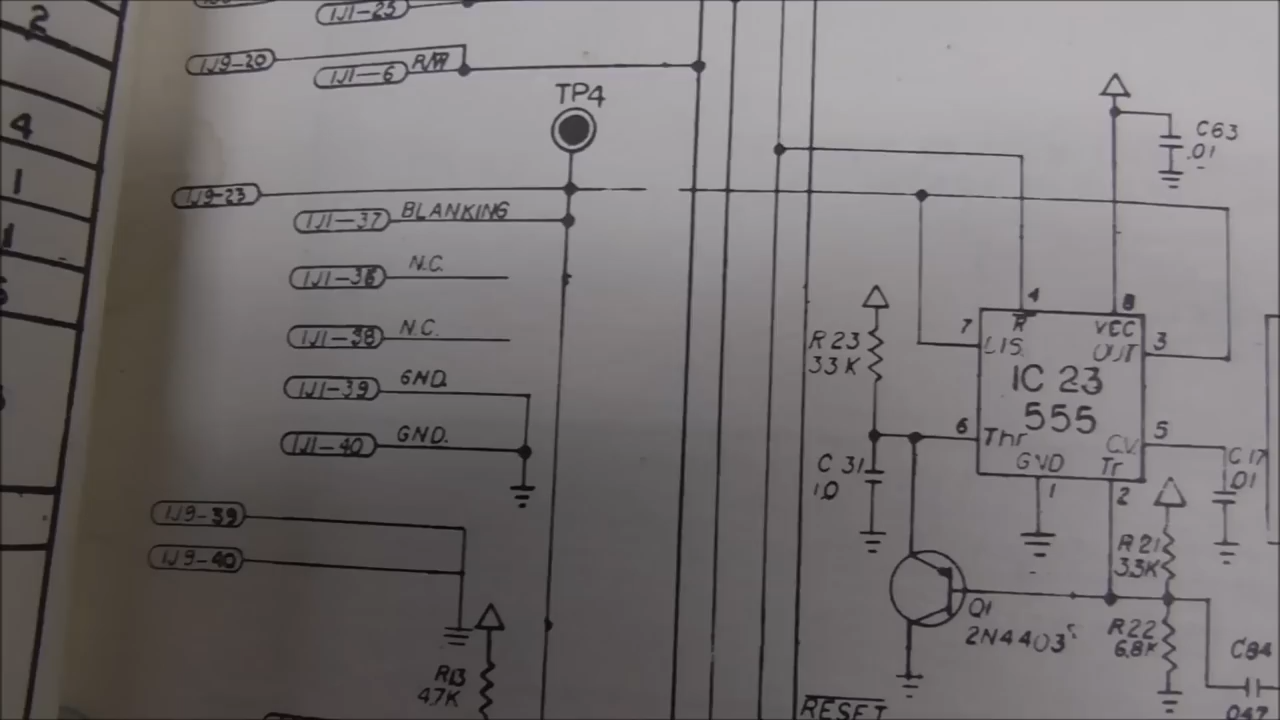 2
4
1
1
1J1-25
1J9-20
1J1-6 R/W
TP4
1J9-23
1J1-37 BLANKING
N.C.
1J1-38 N.C.
1J1-39 GND.
1J1-40 GND.
1J9-39
1J9-40
R13
4.7K
C63
.01
4
8
7
R
VCC
3
LIS.
OUT
R23
33K
IC 23
555
6
Thr
C.V.
5
GND
Tr
C31
1.0
1
2
C17
.01
R21
3.3K
Q1
2N4403
R22
6.8K
C84
.047
RESET